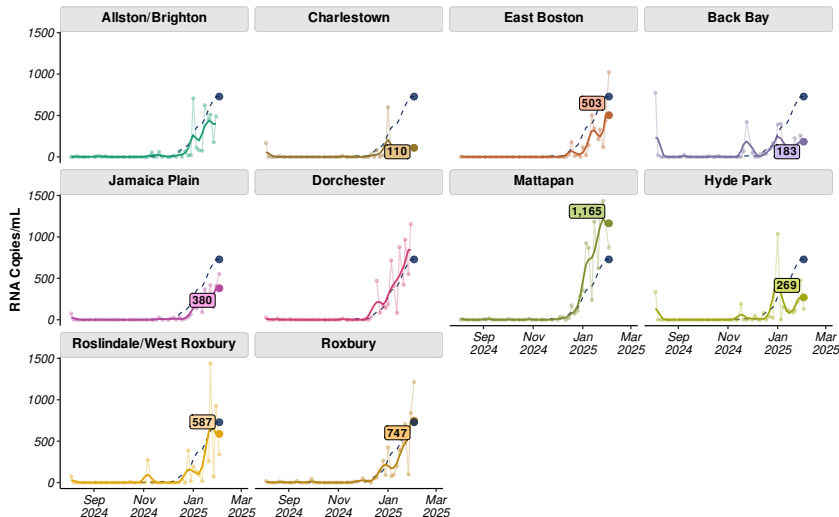 Allston/Brighton
Charlestown
East Boston
Back Bay
1500
1000
500
0
110
503
183
Jamaica Plain
Dorchester
Mattapan
Hyde Park
RNA Copies/mL
1500
1000
500
0
380
1,165
269
Sep 2024
Nov 2024
Jan 2025
Mar 2025
Sep 2024
Nov 2024
Jan 2025
Mar 2025
Roslindale/West Roxbury
Roxbury
1500
1000
500
0
587
747
Sep 2024
Nov 2024
Jan 2025
Mar 2025
Sep 2024
Nov 2024
Jan 2025
Mar 2025